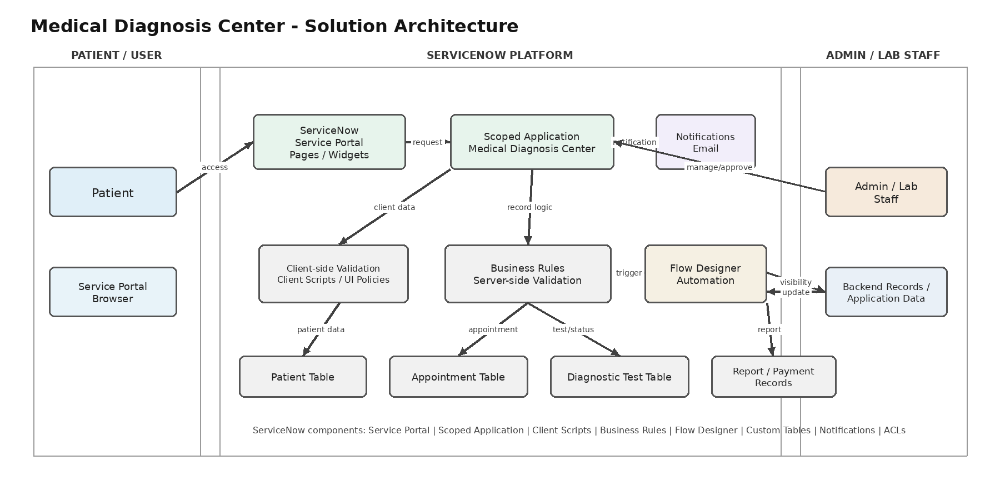 Medical Diagnosis Center - Solution Architecture
PATIENT / USER
SERVICENOW PLATFORM
ADMIN / LAB STAFF
ServiceNow
Service Portal
Pages / Widgets
request
Scoped Application
Medical Diagnosis Center
Notifications
Email
access
manage/approve
Patient
Admin / Lab
Staff
client data
record logic
Client-side Validation
Client Scripts / UI Policies
Business Rules
Server-side Validation
trigger
Flow Designer
Automation
visibility
update
Service Portal
Browser
Backend Records /
Application Data
patient data
appointment
test/status
report
Patient Table
Appointment Table
Diagnostic Test Table
Report / Payment
Records
ServiceNow components: Service Portal | Scoped Application | Client Scripts | Business Rules | Flow Designer | Custom Tables | Notifications | ACLs